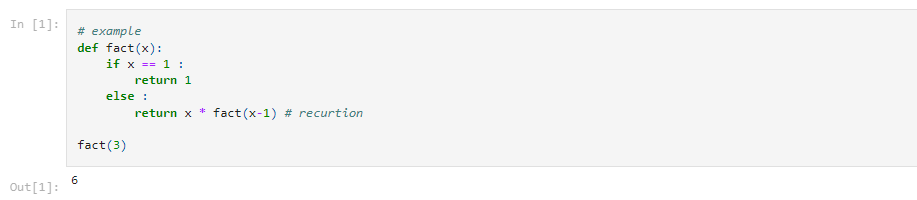 In [1]:
# example
def fact(x):
    if x == 1 :
        return 1
    else :
        return x * fact(x-1) # recurtion
fact(3)
Out[1]: 6